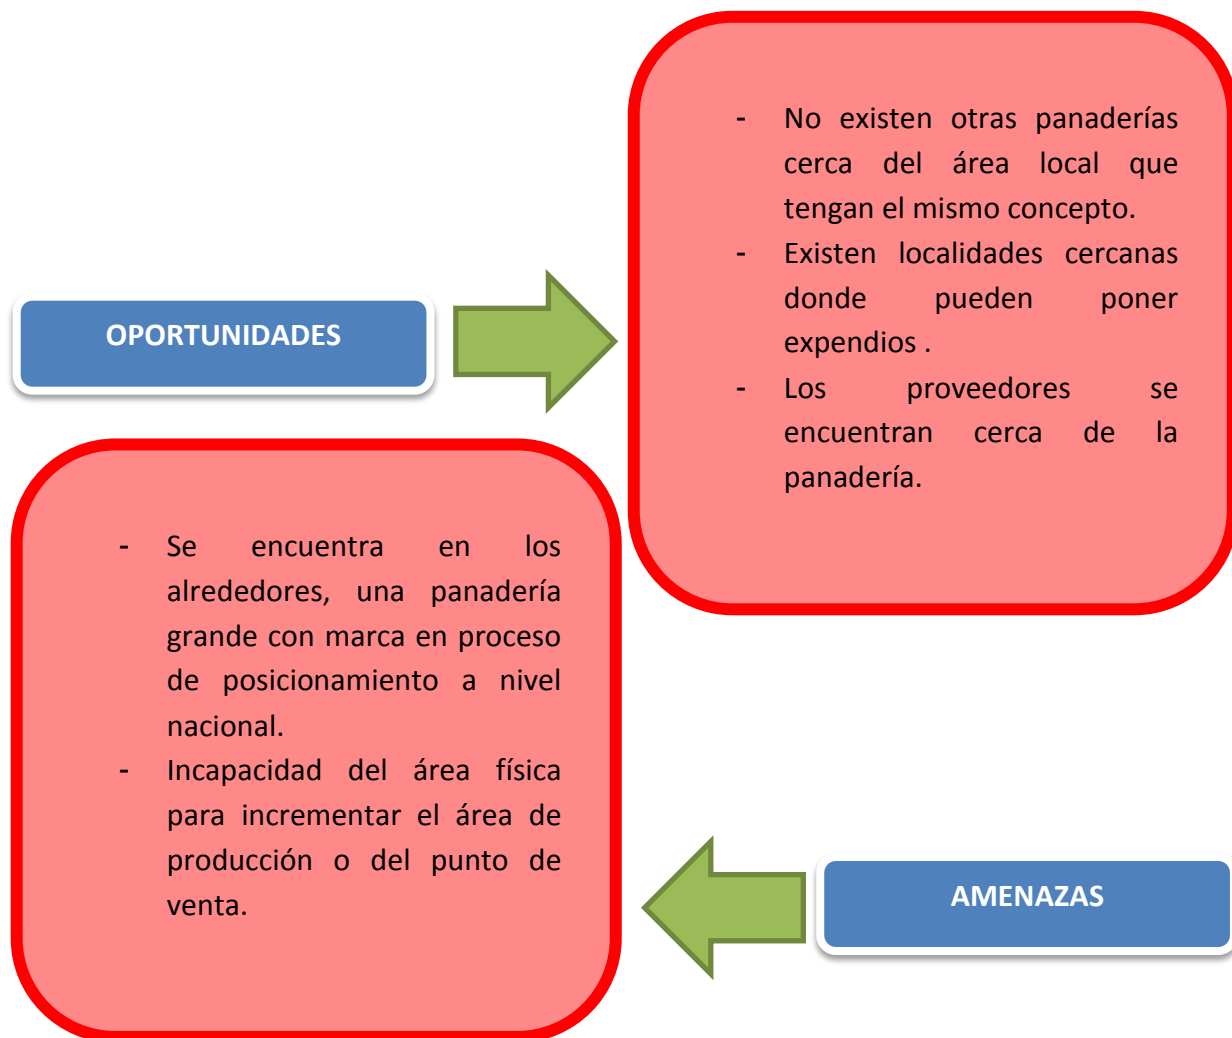 OPORTUNIDADES
- No existen otras panaderías
cerca del área local que
tengan el mismo concepto.
- Existen localidades cercanas
donde pueden poner
expendios .
- Los proveedores se
encuentran cerca de la
panadería.
- Se encuentra en los
alrededores, una panadería
grande con marca en proceso
de posicionamiento a nivel
nacional.
- Incapacidad del área física
para incrementar el área de
producción o del punto de
venta.
AMENAZAS